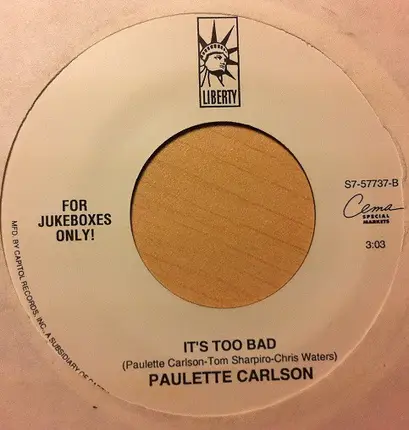 LIBERTY
FOR
JUKEBOXES
ONLY!
S7-57737-B
Cema
SPECIAL
MARKETS
3:03
MFD. BY CAPITOL RECORDS, INC., A SUBSIDIARY OF
IT'S TOO BAD
(Paulette Carlson-Tom Sharpiro-Chris Waters)
PAULETTE CARLSON